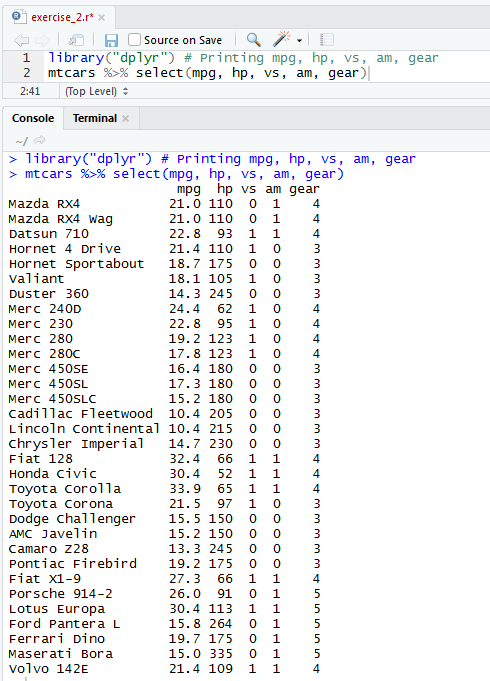 exercise_2.r*
Source on Save
1 library("dplyr") # Printing mpg, hp, vs, am, gear
2 mtcars %>% select(mpg, hp, vs, am, gear)
2:41 (Top Level)
Console Terminal
~/
> library("dplyr") # Printing mpg, hp, vs, am, gear
> mtcars %>% select(mpg, hp, vs, am, gear)
mpg hp vs am gear
Mazda RX4 21.0 110 0 1 4
Mazda RX4 Wag 21.0 110 0 1 4
Datsun 710 22.8 93 1 1 4
Hornet 4 Drive 21.4 110 1 0 3
Hornet Sportabout 18.7 175 0 0 3
Valiant 18.1 105 1 0 3
Duster 360 14.3 245 0 0 3
Merc 240D 24.4 62 1 0 4
Merc 230 22.8 95 1 0 4
Merc 280 19.2 123 1 0 4
Merc 280C 17.8 123 1 0 4
Merc 450SE 16.4 180 0 0 3
Merc 450SL 17.3 180 0 0 3
Merc 450SLC 15.2 180 0 0 3
Cadillac Fleetwood 10.4 205 0 0 3
Lincoln Continental 10.4 215 0 0 3
Chrysler Imperial 14.7 230 0 0 3
Fiat 128 32.4 66 1 1 4
Honda Civic 30.4 52 1 1 4
Toyota Corolla 33.9 65 1 1 4
Toyota Corona 21.5 97 1 0 3
Dodge Challenger 15.5 150 0 0 3
AMC Javelin 15.2 150 0 0 3
Camaro Z28 13.3 245 0 0 3
Pontiac Firebird 19.2 175 0 0 3
Fiat X1-9 27.3 66 1 1 4
Porsche 914-2 26.0 91 0 1 5
Lotus Europa 30.4 113 1 1 5
Ford Pantera L 15.8 264 0 1 5
Ferrari Dino 19.7 175 0 1 5
Maserati Bora 15.0 335 0 1 5
Volvo 142E 21.4 109 1 1 4